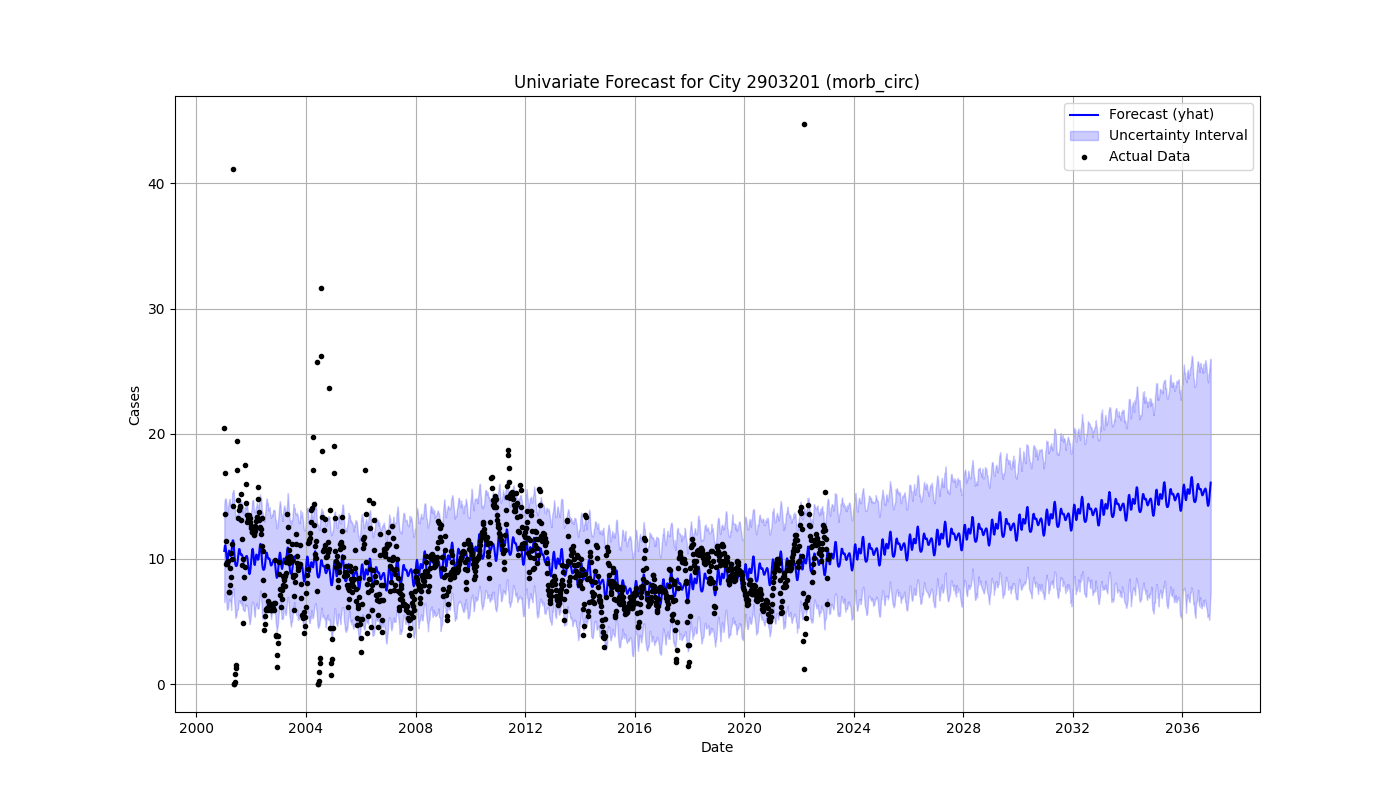 Univariate Forecast for City 2903201 (morb_circ)
Forecast (yhat)
Uncertainty Interval
Actual Data
Cases
40
30
20
10
0
2000 2004 2008 2012 2016 2020 2024 2028 2032 2036
Date